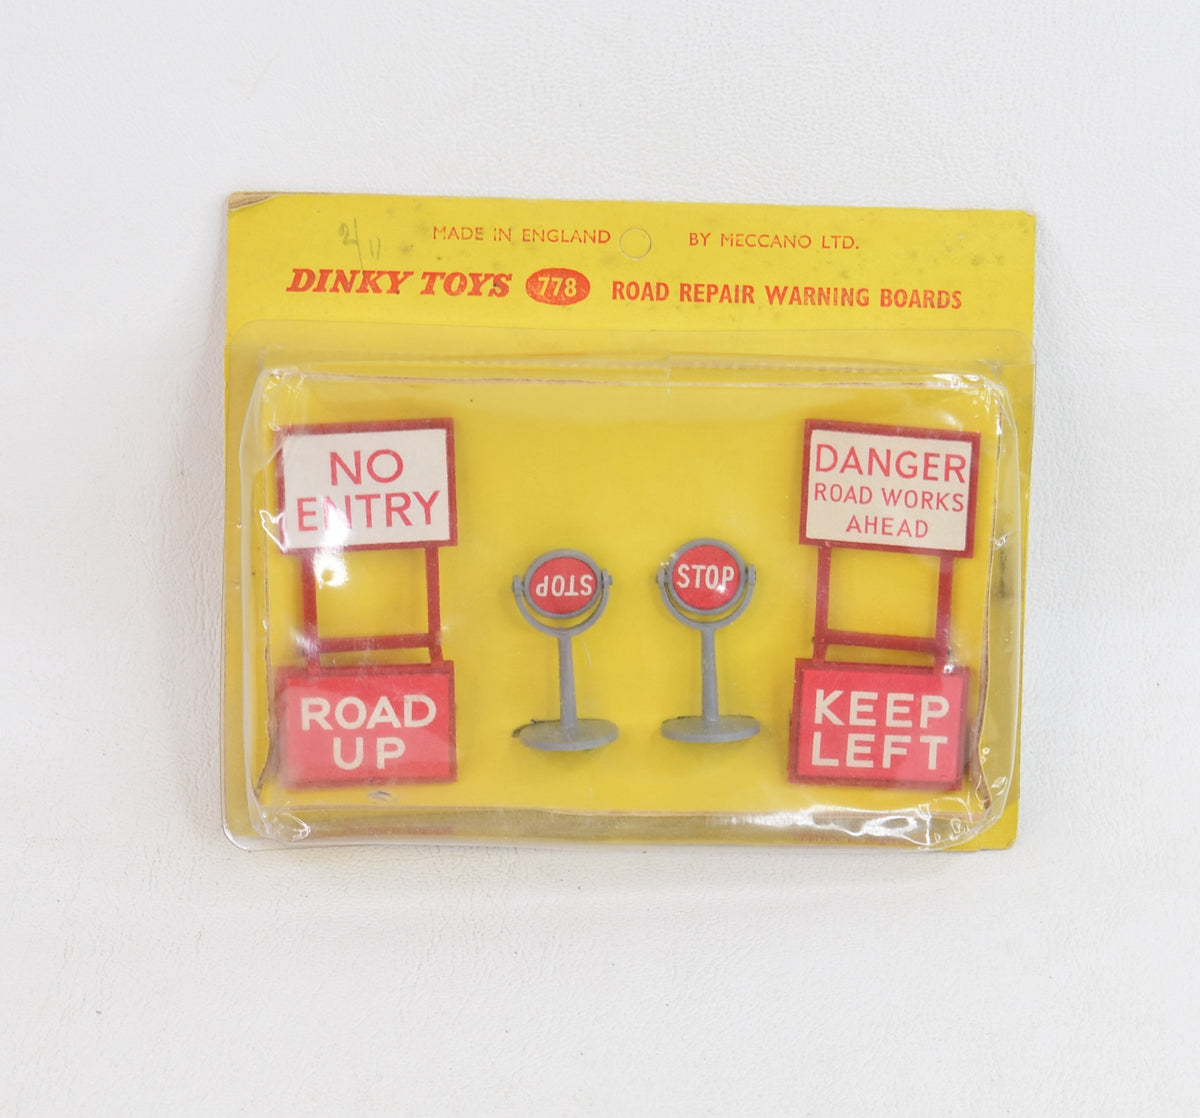 2/11
MADE IN ENGLAND BY MECCANO LTD.
DINKY TOYS 778 ROAD REPAIR WARNING BOARDS
NO
ENTRY
DANGER
ROAD WORKS
AHEAD
STOP
STOP
ROAD
UP
KEEP
LEFT